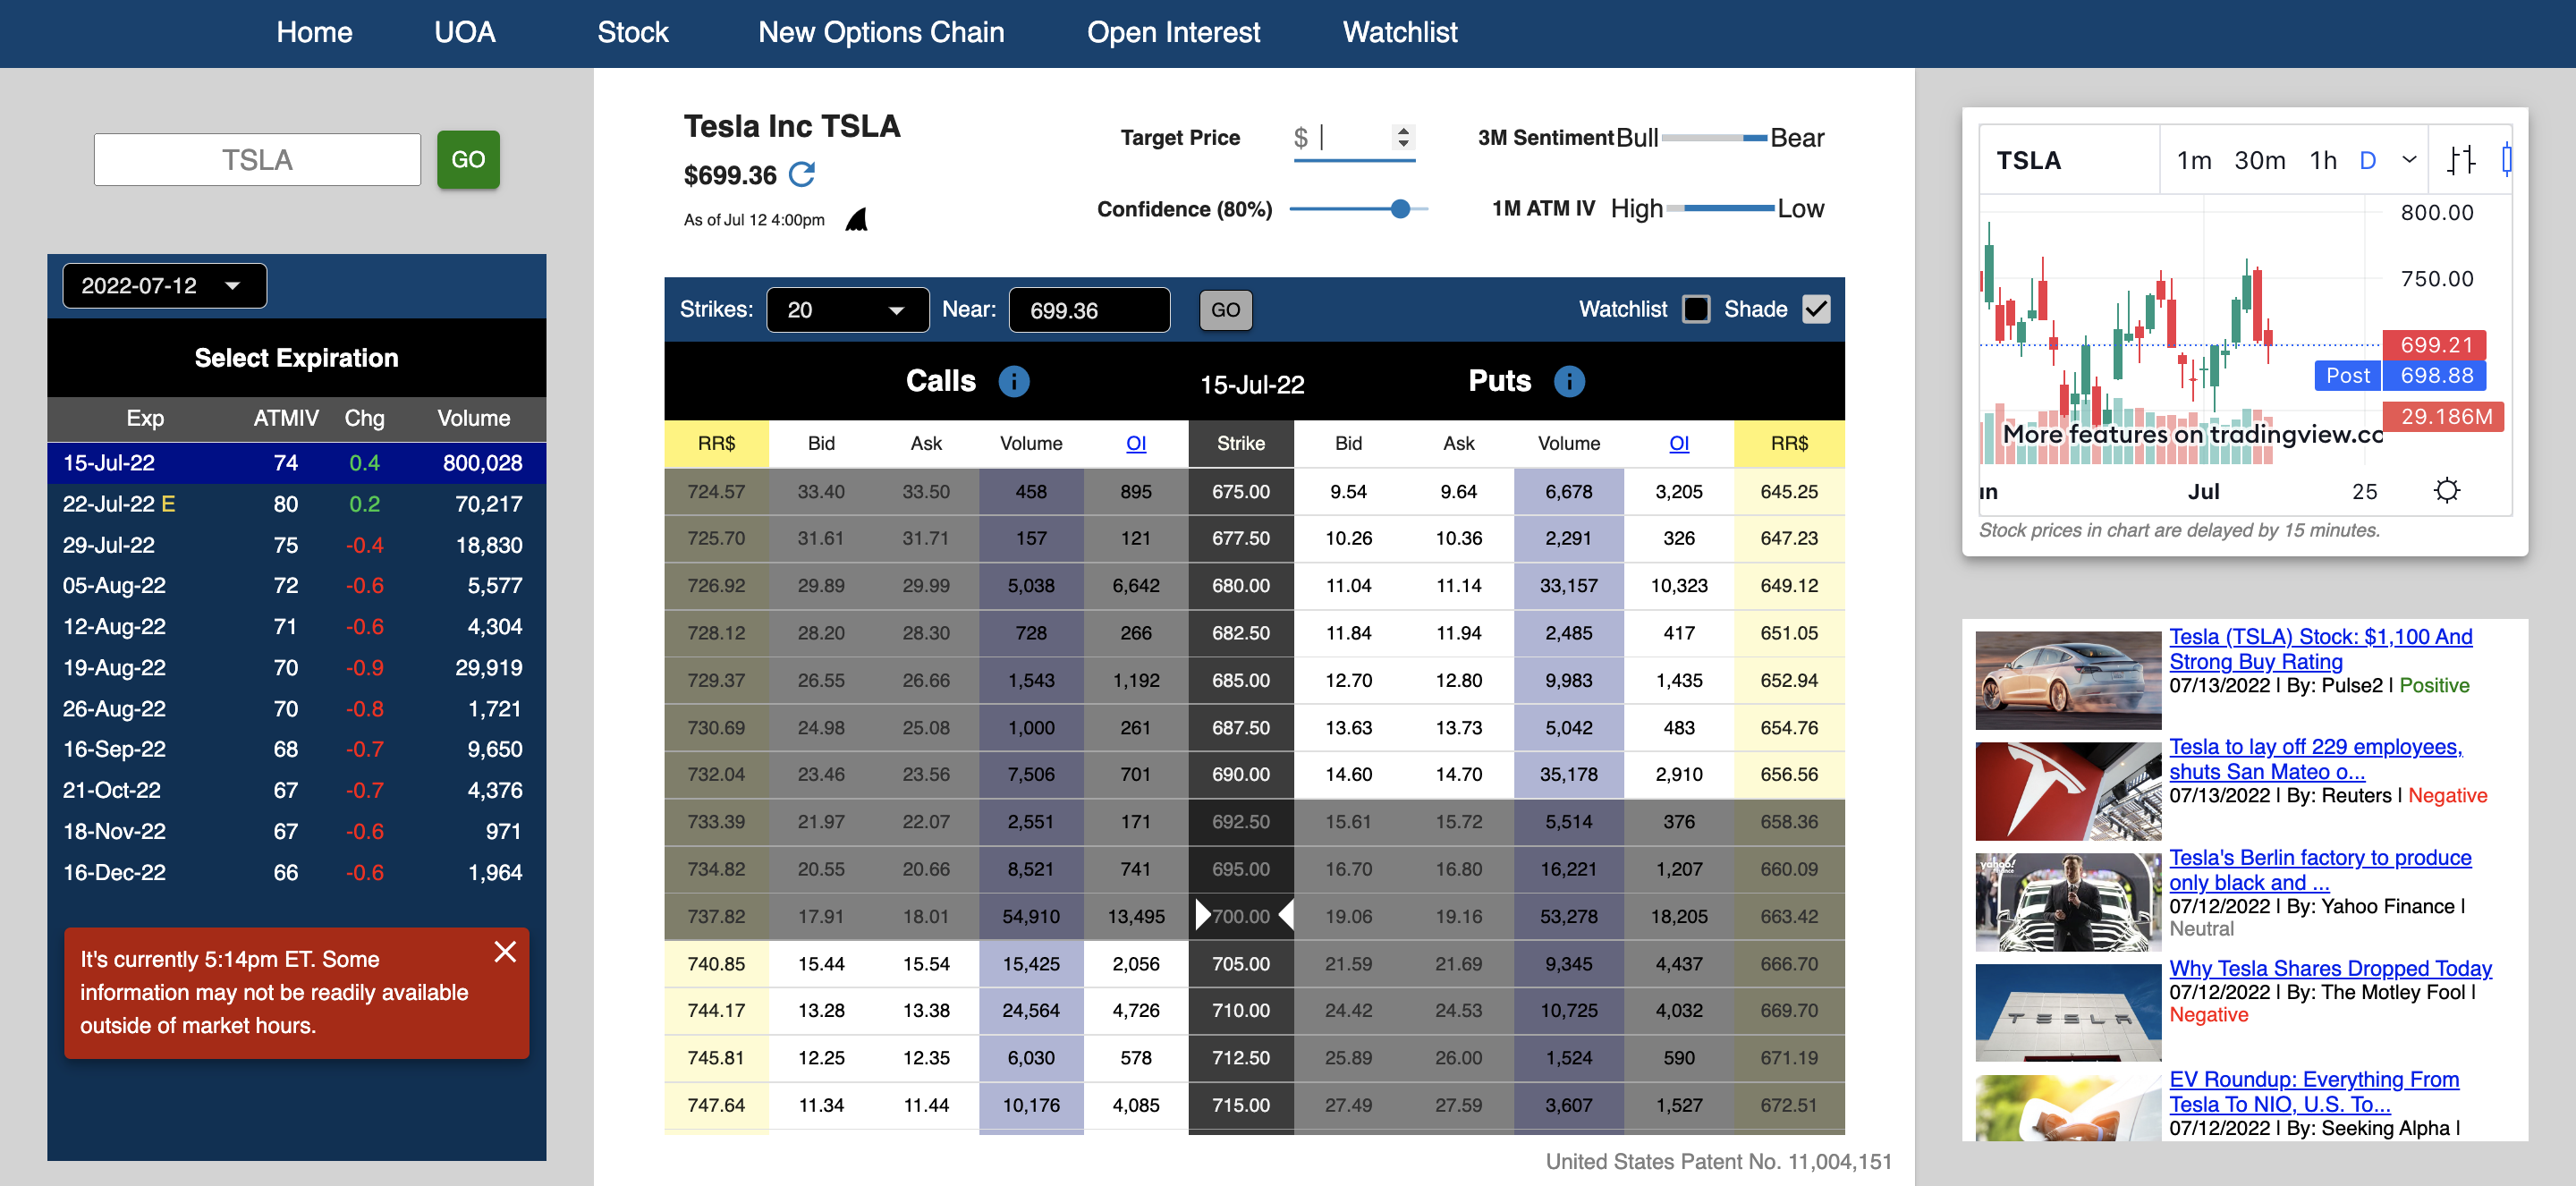 Home UOA Stock New Options Chain Open Interest Watchlist
TSLA GO
2022-07-12
Select Expiration
Exp ATMIV Chg Volume
15-Jul-22 74 0.4 800,028
22-Jul-22 E 80 0.2 70,217
29-Jul-22 75 -0.4 18,830
05-Aug-22 72 -0.6 5,577
12-Aug-22 71 -0.6 4,304
19-Aug-22 70 -0.9 29,919
26-Aug-22 70 -0.8 1,721
16-Sep-22 68 -0.7 9,650
21-Oct-22 67 -0.7 4,376
18-Nov-22 67 -0.6 971
16-Dec-22 66 -0.6 1,964
It's currently 5:14pm ET. Some
information may not be readily available
outside of market hours.
Tesla Inc TSLA
$699.36
As of Jul 12 4:00pm
Target Price $
Confidence (80%)
3M Sentiment Bull Bear
1M ATM IV High Low
Strikes: 20 Near: 699.36 GO Watchlist Shade
Calls i 15-Jul-22 Puts i
RR$ Bid Ask Volume OI Strike Bid Ask Volume OI RR$
724.57 33.40 33.50 458 895 675.00 9.54 9.64 6,678 3,205 645.25
725.70 31.61 31.71 157 121 677.50 10.26 10.36 2,291 326 647.23
726.92 29.89 29.99 5,038 6,642 680.00 11.04 11.14 33,157 10,323 649.12
728.12 28.20 28.30 728 266 682.50 11.84 11.94 2,485 417 651.05
729.37 26.55 26.66 1,543 1,192 685.00 12.70 12.80 9,983 1,435 652.94
730.69 24.98 25.08 1,000 261 687.50 13.63 13.73 5,042 483 654.76
732.04 23.46 23.56 7,506 701 690.00 14.60 14.70 35,178 2,910 656.56
733.39 21.97 22.07 2,551 171 692.50 15.61 15.72 5,514 376 658.36
734.82 20.55 20.66 8,521 741 695.00 16.70 16.80 16,221 1,207 660.09
737.82 17.91 18.01 54,910 13,495 700.00 19.06 19.16 53,278 18,205 663.42
740.85 15.44 15.54 15,425 2,056 705.00 21.59 21.69 9,345 4,437 666.70
744.17 13.28 13.38 24,564 4,726 710.00 24.42 24.53 10,725 4,032 669.70
745.81 12.25 12.35 6,030 578 712.50 25.89 26.00 1,524 590 671.19
747.64 11.34 11.44 10,176 4,085 715.00 27.49 27.59 3,607 1,527 672.51
United States Patent No. 11,004,151
TSLA 1m 30m 1h D
800.00
750.00
699.21
Post 698.88
29.186M
More features on tradingview.co
un Jul 25
Stock prices in chart are delayed by 15 minutes.
Tesla (TSLA) Stock: $1,100 And
Strong Buy Rating
07/13/2022 | By: Pulse2 | Positive
Tesla to lay off 229 employees,
shuts San Mateo o...
07/13/2022 | By: Reuters | Negative
yahoo!
finance
Tesla's Berlin factory to produce
only black and ...
07/12/2022 | By: Yahoo Finance |
Neutral
TESLA
Why Tesla Shares Dropped Today
07/12/2022 | By: The Motley Fool |
Negative
EV Roundup: Everything From
Tesla To NIO, U.S. To...
07/12/2022 | By: Seeking Alpha |